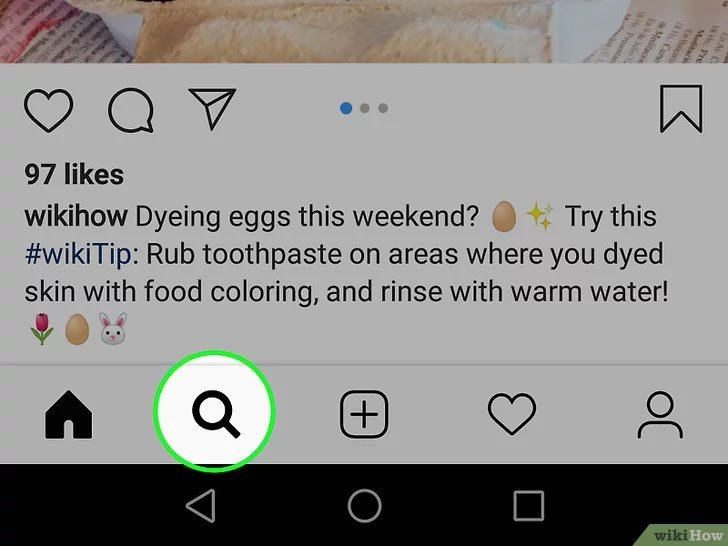 97 likes
wikihow Dyeing eggs this weekend? 🥚✨ Try this
#wikiTip: Rub toothpaste on areas where you dyed
skin with food coloring, and rinse with warm water!
🌷🥚🐰
wikiHow